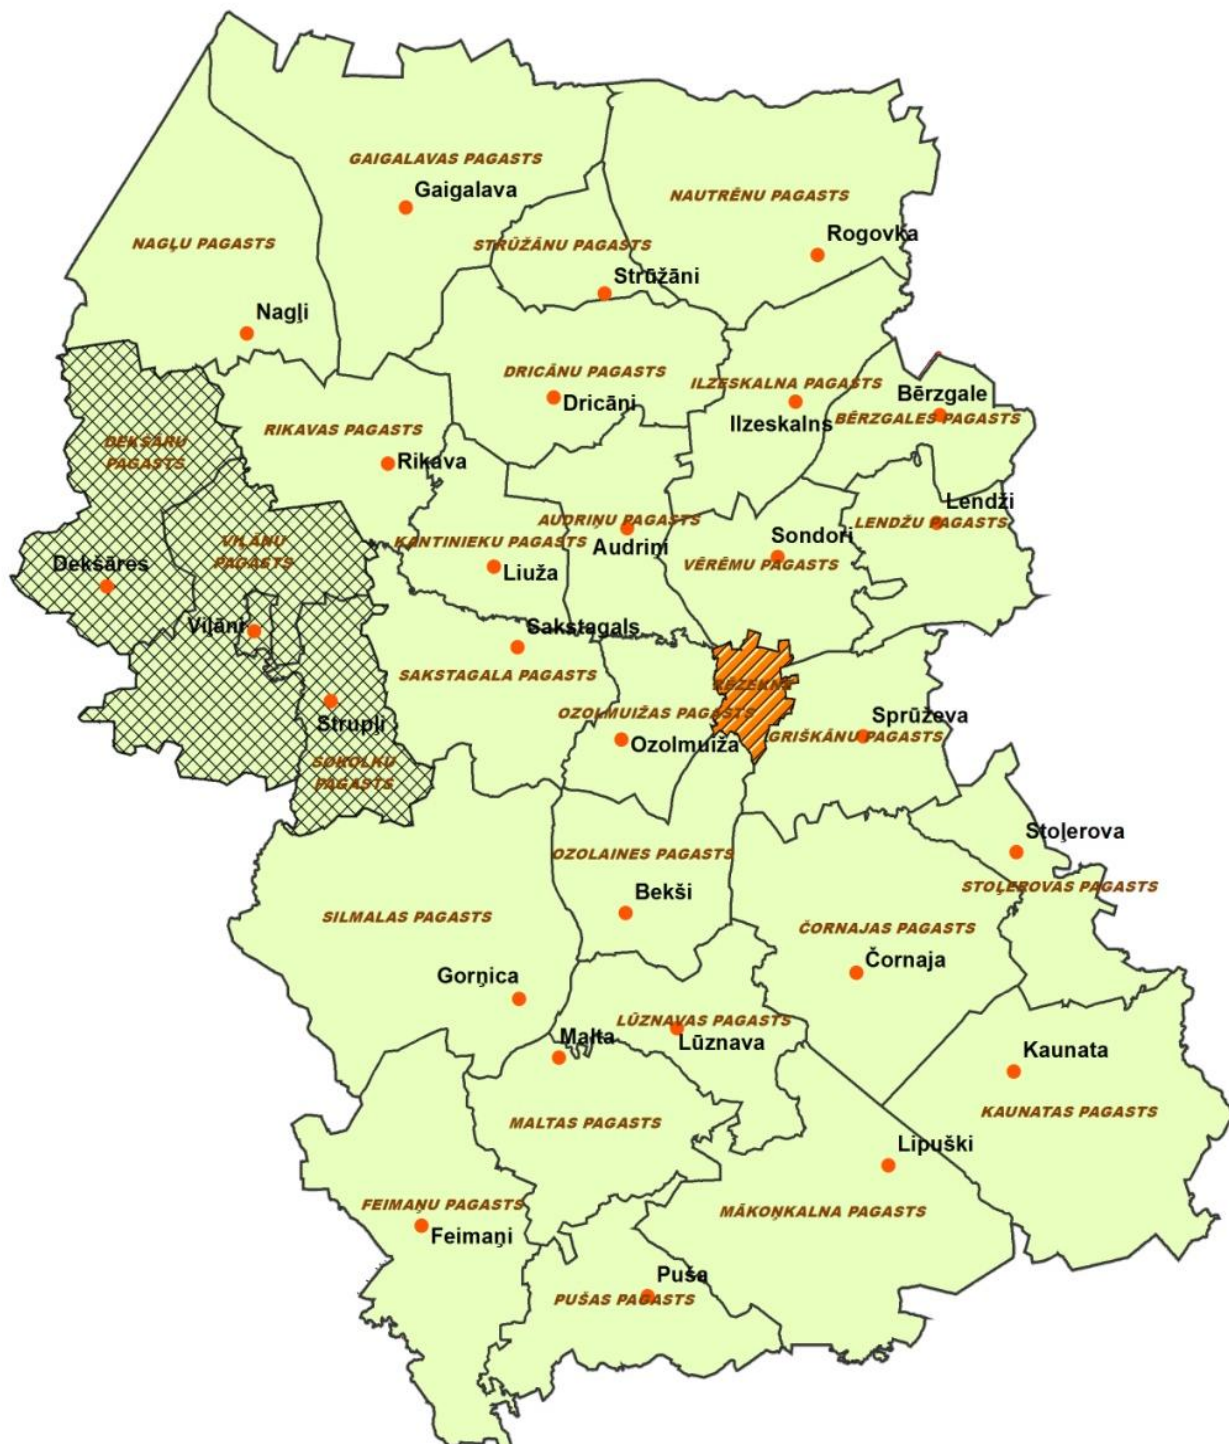 GAIGALAVAS PAGASTS
Gaigalava
NAUTRĒNU PAGASTS
Rogovka
NAGĻU PAGASTS
STRŪŽĀNU PAGASTS
Strūžāni
Nagļi
DRICĀNU PAGASTS
Dricāni
ILZESKALNA PAGASTS
Ilzeskalns
Bērzgale
BĒRZGALES PAGASTS
DEKŠĀRU
PAGASTS
RIKAVAS PAGASTS
Rikava
Lendži
LENDŽU PAGASTS
AUDRIŅU PAGASTS
Audriņi
Sondori
VĒRĒMU PAGASTS
VIĻĀNU
PAGASTS
KANTINIEKU PAGASTS
Liuža
Dekšāres
Viļāni
Sakstagals
SAKSTAGALA PAGASTS
RĒZEKNE
OZOLMUIŽAS PAGASTS
Ozolmuiža
Sprūževa
GRIŠKĀNU PAGASTS
Strupļi
SOKOLKU
PAGASTS
Stoļerova
STOĻEROVAS PAGASTS
OZOLAINES PAGASTS
Bekši
SILMALAS PAGASTS
ČORNAJAS PAGASTS
Čornaja
Gorņica
LŪZNAVAS PAGASTS
Lūznava
Malta
Kaunata
KAUNATAS PAGASTS
MALTAS PAGASTS
Lipuški
MĀKOŅKALNA PAGASTS
FEIMAŅU PAGASTS
Feimaņi
Puša
PUŠAS PAGASTS